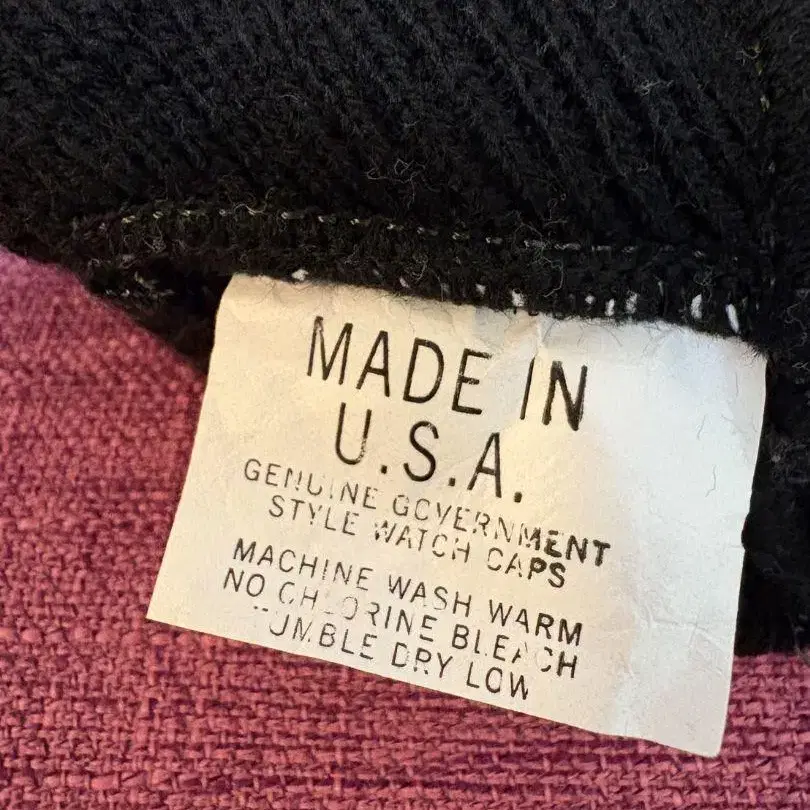 MADE IN
U.S.A.
GENUINE GOVERNMENT
STYLE WATCH CAPS
MACHINE WASH WARM
NO CHLORINE BLEACH
TUMBLE DRY LOW